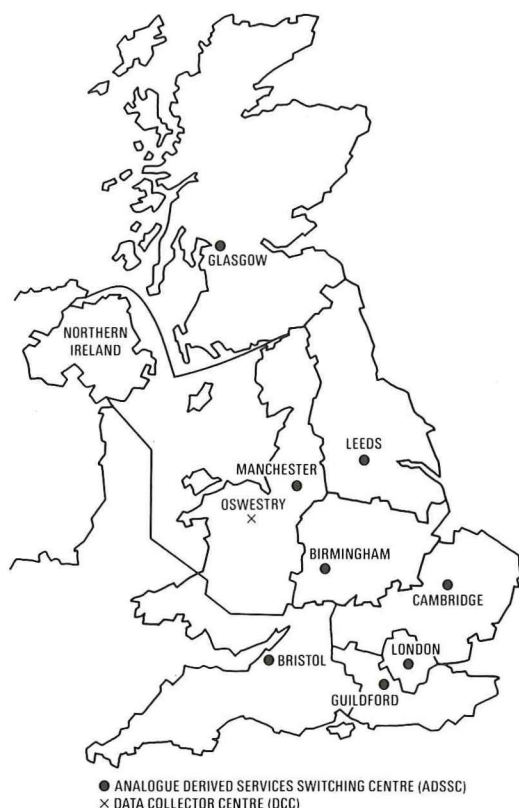 GLASGOW
NORTHERN
IRELAND
LEEDS
MANCHESTER
OSWESTRY
×
BIRMINGHAM
CAMBRIDGE
BRISTOL
LONDON
GUILDFORD
● ANALOGUE DERIVED SERVICES SWITCHING CENTRE (ADSSC)
× DATA COLLECTOR CENTRE (DCC)